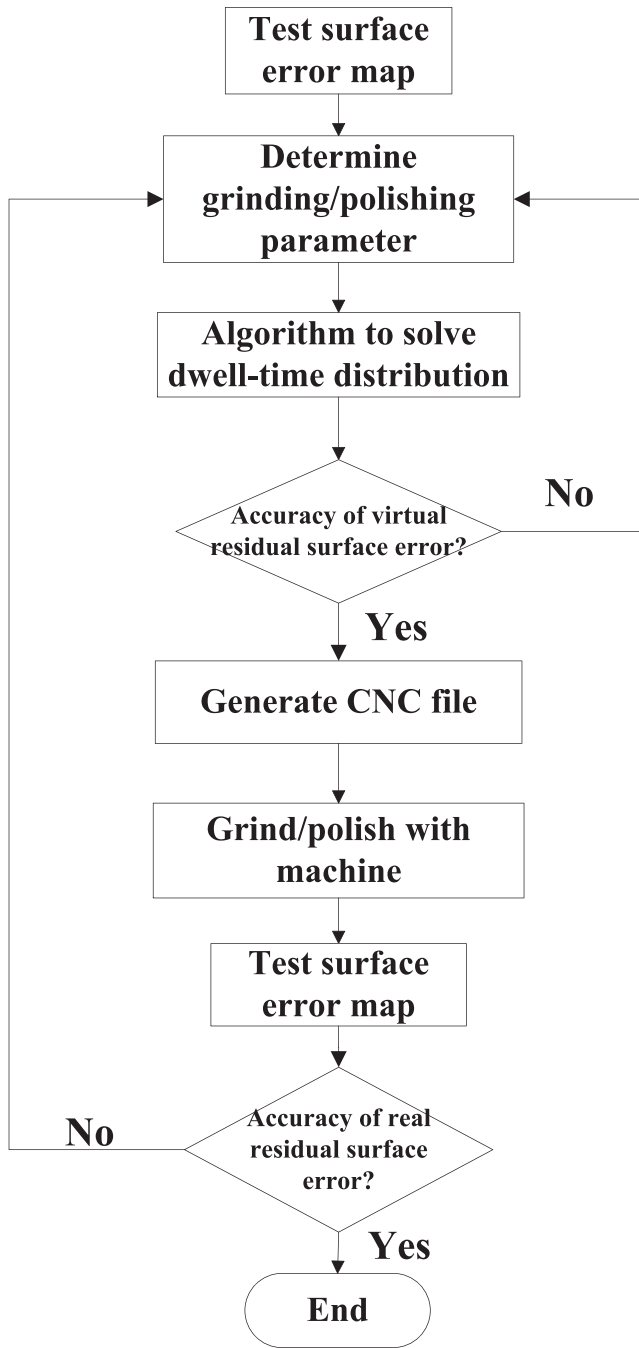 Test surface
error map
Determine
grinding/polishing
parameter
Algorithm to solve
dwell-time distribution
Accuracy of virtual
residual surface error?
No
Yes
Generate CNC file
Grind/polish with
machine
Test surface
error map
Accuracy of real
residual surface
error?
No
Yes
End